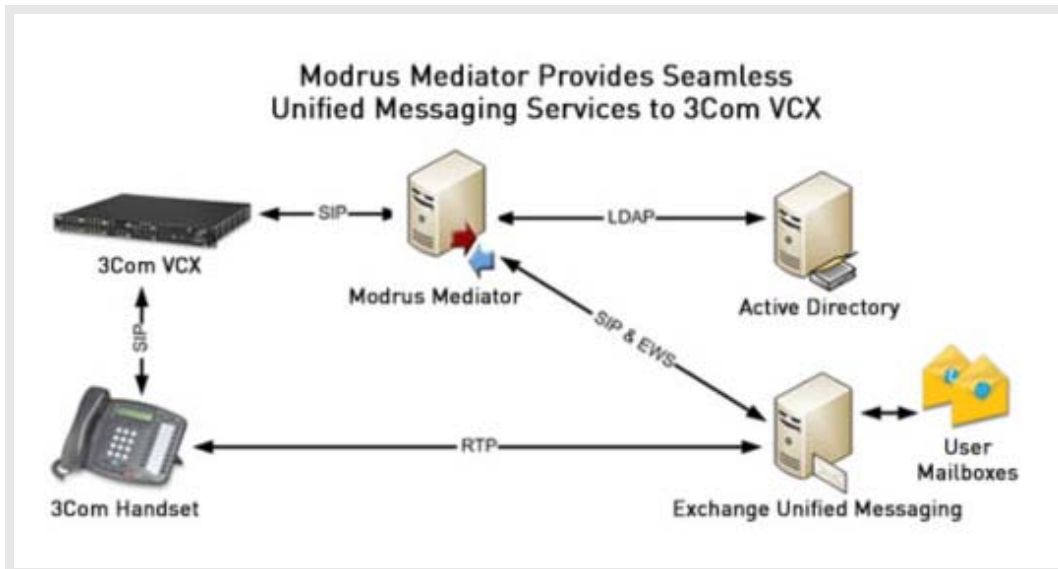 Modrus Mediator Provides Seamless
Unified Messaging Services to 3Com VCX
SIP
LDAP
3Com VCX
Modrus Mediator
Active Directory
SIP
SIP & EWS
RTP
User
Mailboxes
3Com Handset
Exchange Unified Messaging